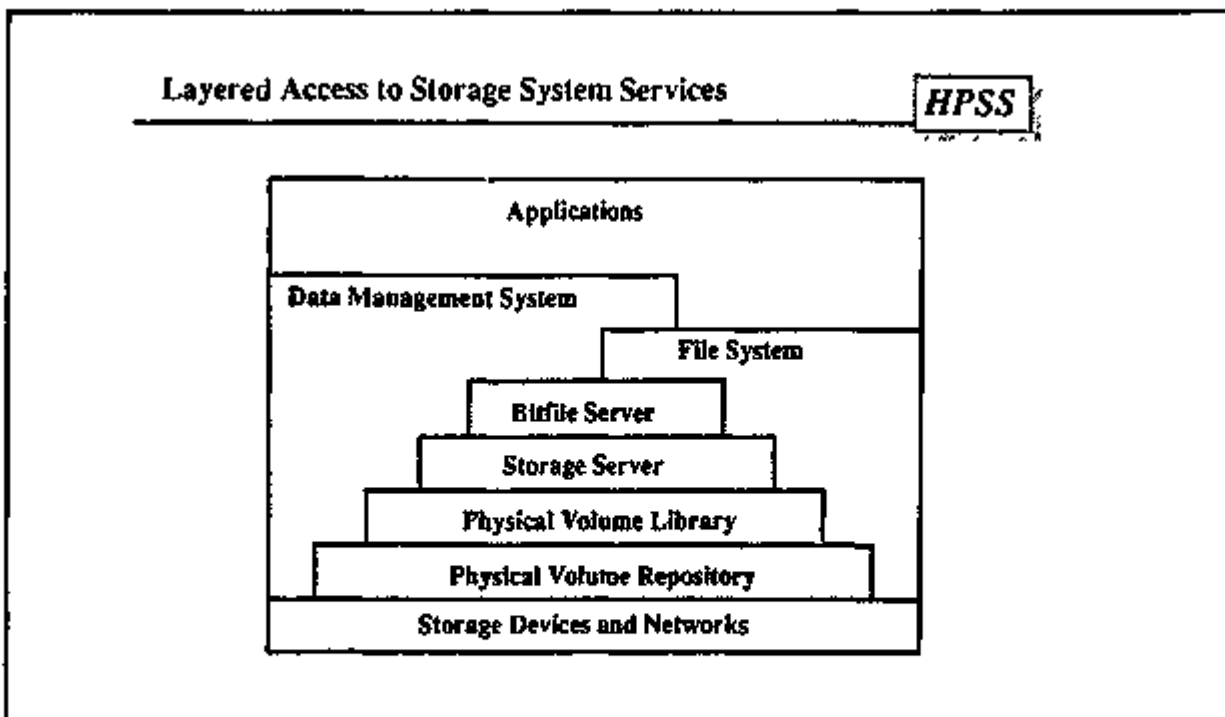 Layered Access to Storage System Services
HPSS
Applications
Data Management System
File System
Bitfile Server
Storage Server
Physical Volume Library
Physical Volume Repository
Storage Devices and Networks